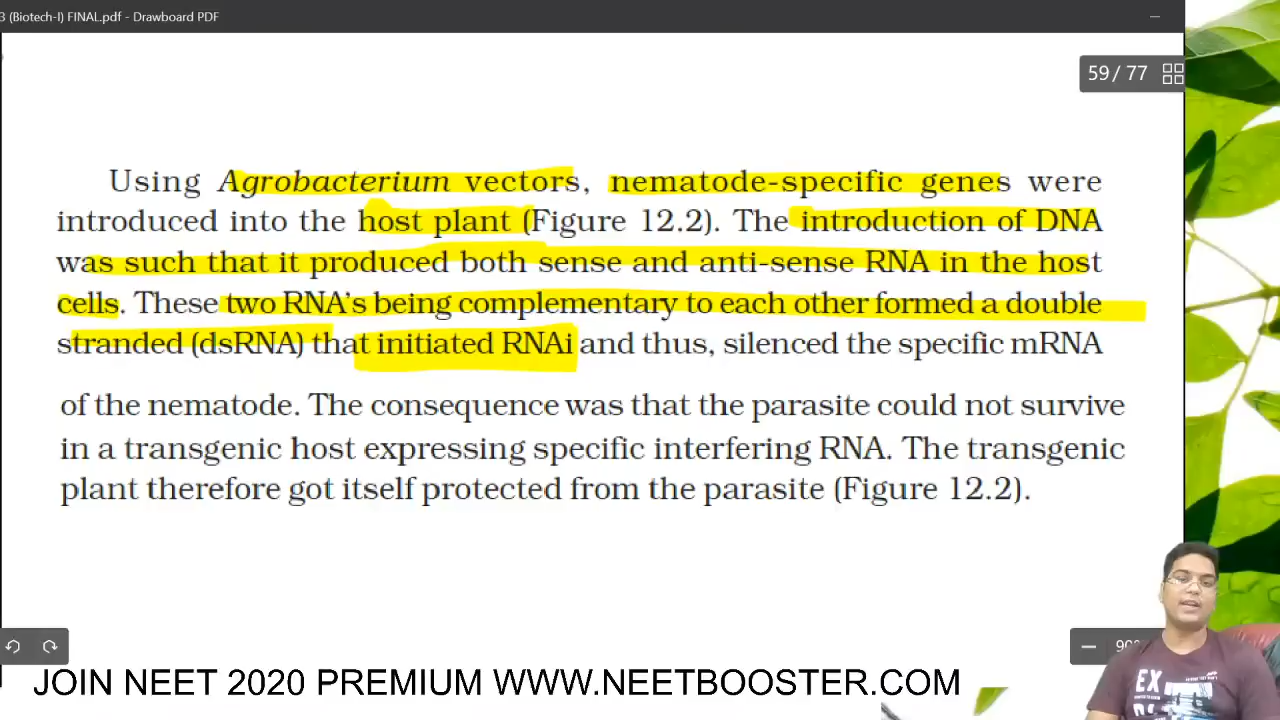 3 (Biotech-I) FINAL.pdf - Drawboard PDF
59 / 77
Using Agrobacterium vectors, nematode-specific genes were
introduced into the host plant (Figure 12.2). The introduction of DNA
was such that it produced both sense and anti-sense RNA in the host
cells. These two RNA's being complementary to each other formed a double
stranded (dsRNA) that initiated RNAi and thus, silenced the specific mRNA
of the nematode. The consequence was that the parasite could not survive
in a transgenic host expressing specific interfering RNA. The transgenic
plant therefore got itself protected from the parasite (Figure 12.2).
EX
JOIN NEET 2020 PREMIUM WWW.NEETBOOSTER.COM